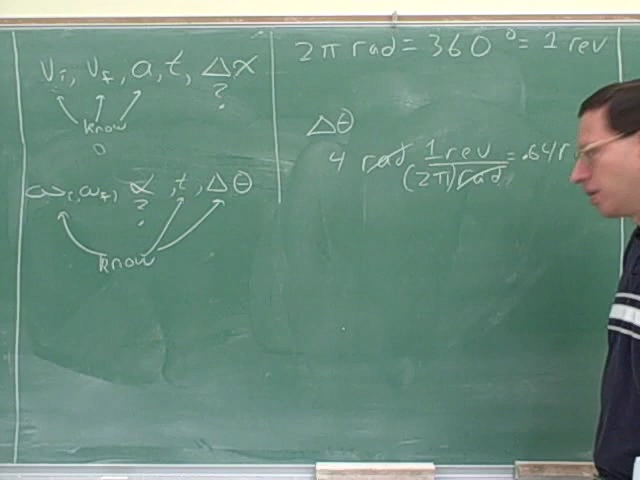 vᵢ, v_f, a, t, Δx
?
know
0
ωᵢ, ω_f, α, t, Δθ
?
know
2π rad = 360° = 1 rev
Δθ
4 rad 1 rev = .64 r
(2π) rad